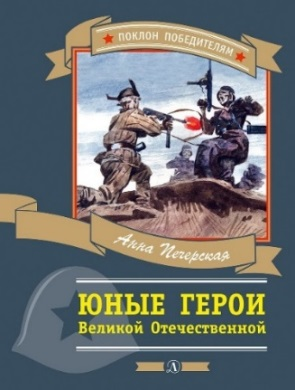 ПОКЛОН ПОБЕДИТЕЛЯМ
Анна Печерская
ЮНЫЕ ГЕРОИ
Великой Отечественной